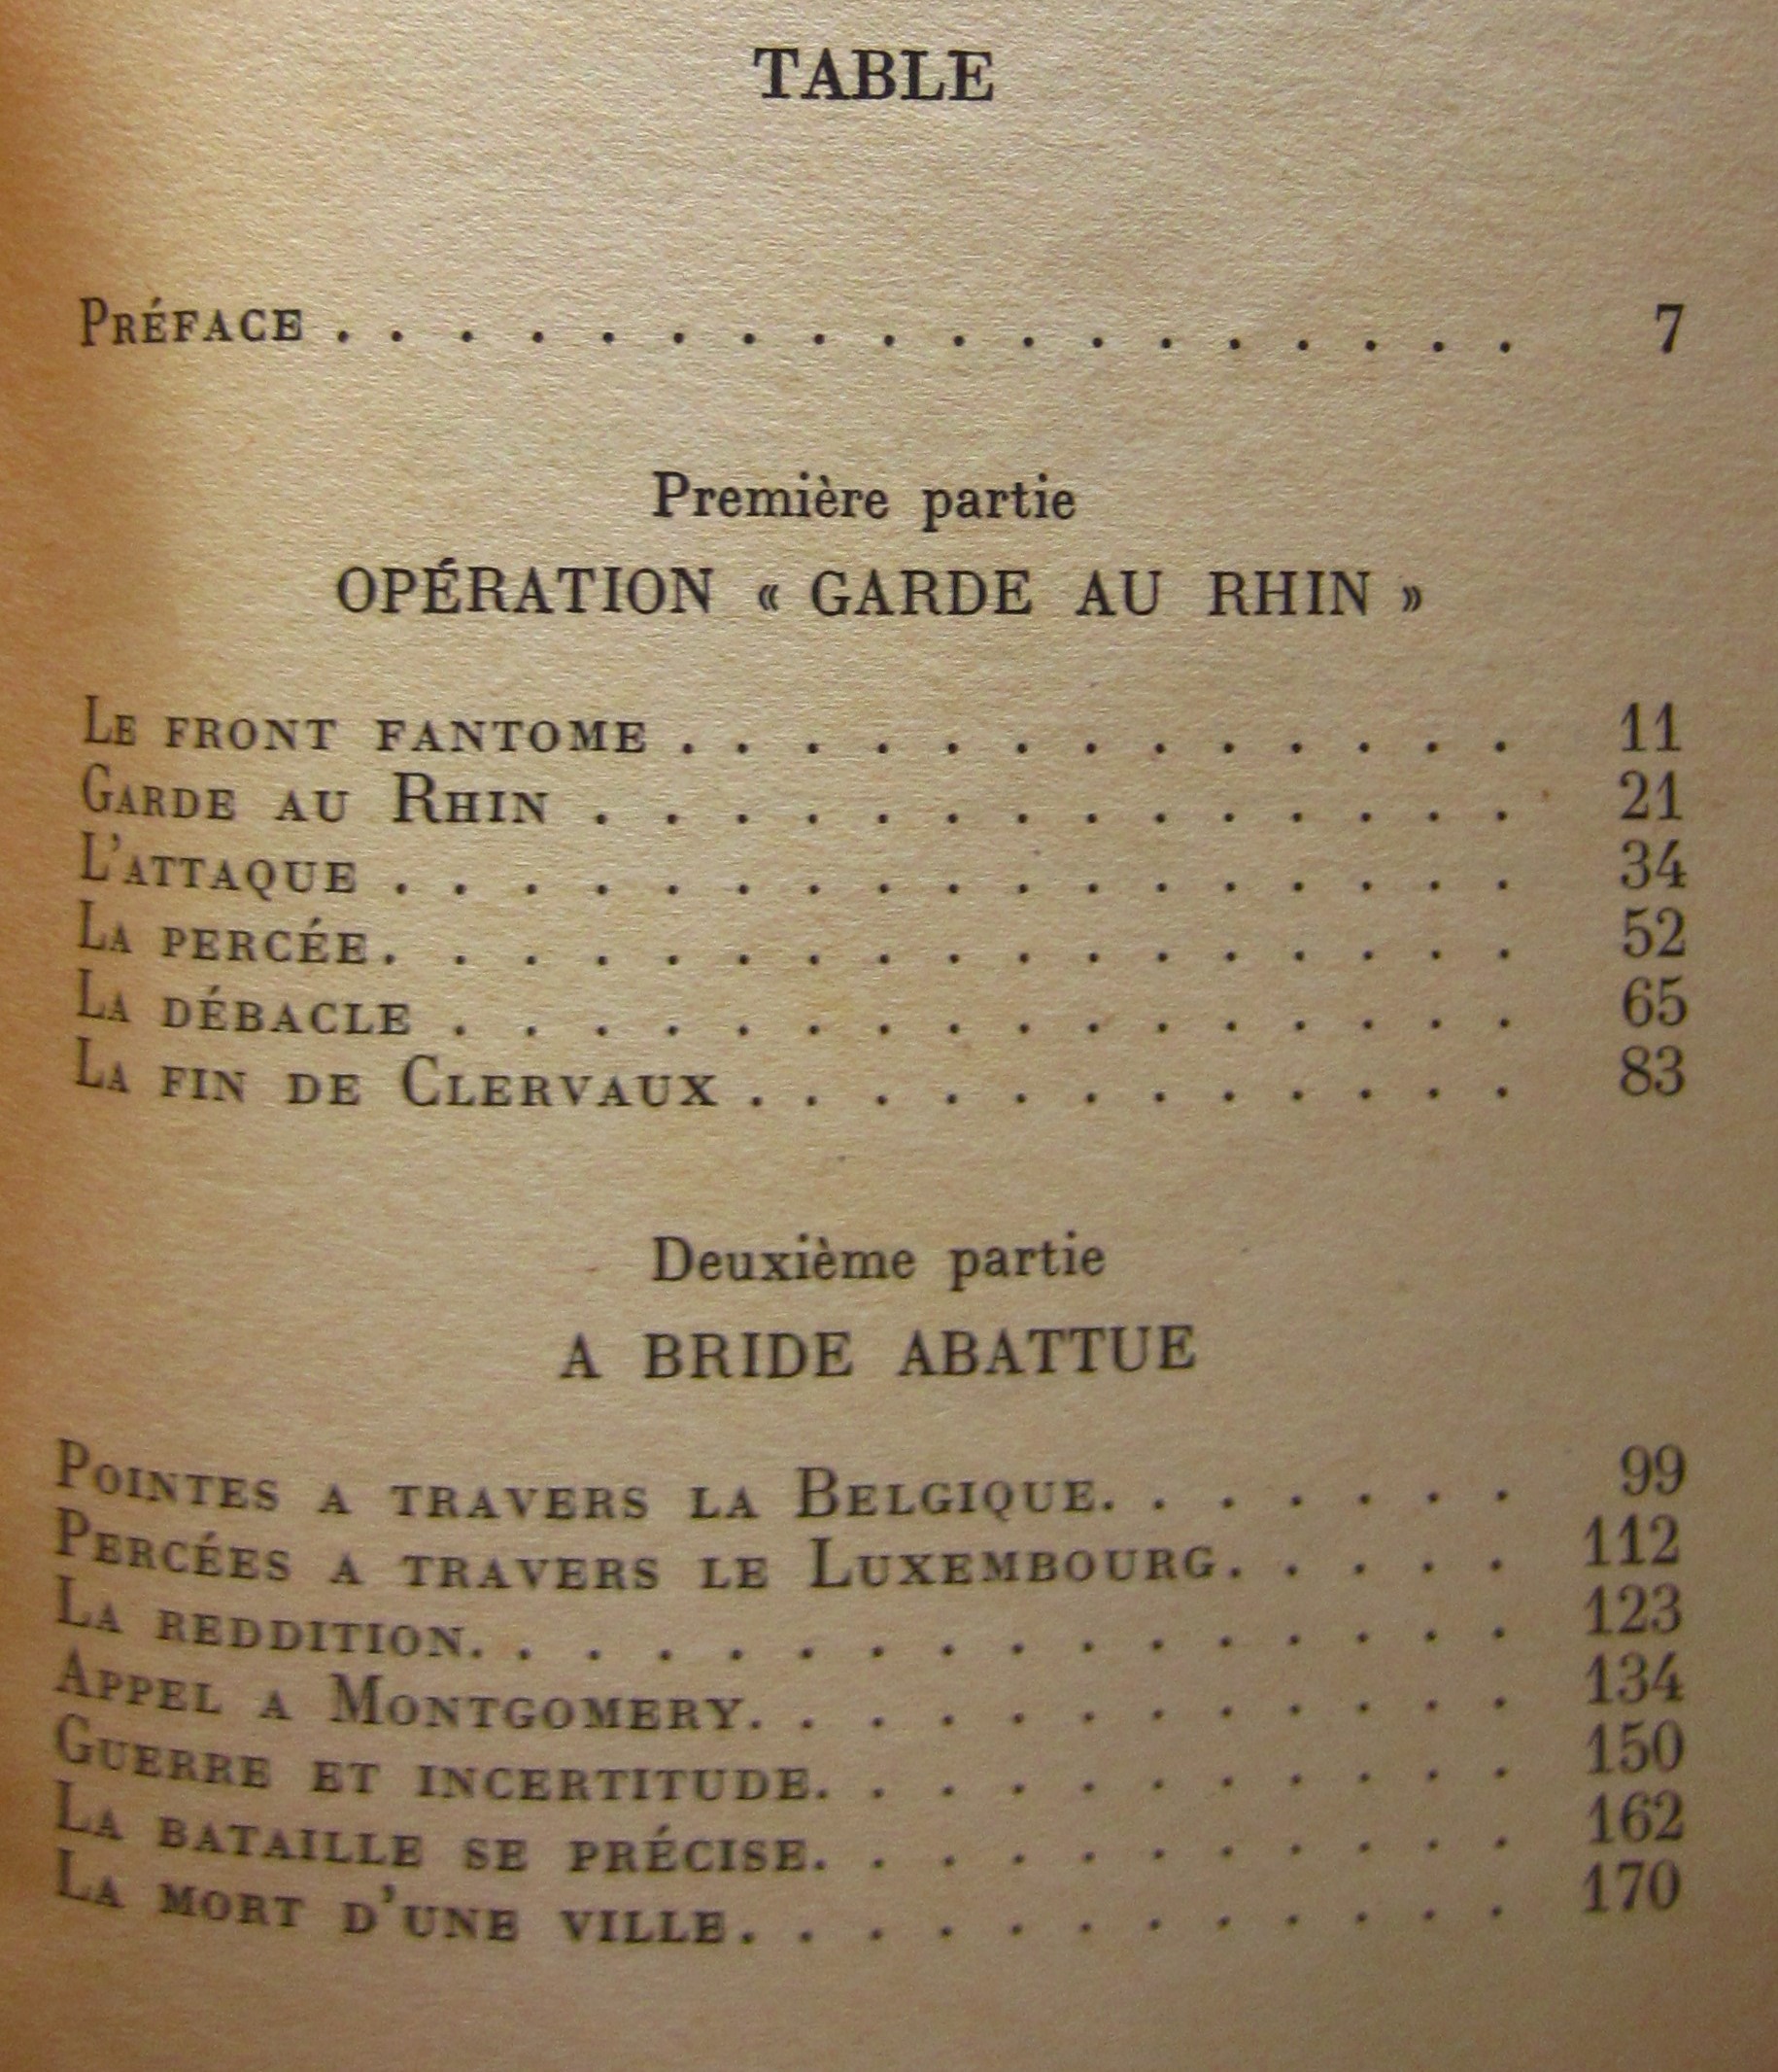 TABLE
PRÉFACE . . . . . . . . . . . . . . . . . . 7
Première partie
OPÉRATION « GARDE AU RHIN »
LE FRONT FANTOME . . . . . . . . . . . . . 11
GARDE AU RHIN . . . . . . . . . . . . . . 21
L'ATTAQUE . . . . . . . . . . . . . . . . . 34
LA PERCÉE . . . . . . . . . . . . . . . . . 52
LA DÉBACLE . . . . . . . . . . . . . . . . 65
LA FIN DE CLERVAUX . . . . . . . . . . . . 83
Deuxième partie
A BRIDE ABATTUE
POINTES A TRAVERS LA BELGIQUE. . . . . . . 99
PERCÉES A TRAVERS LE LUXEMBOURG. . . . . 112
LA REDDITION. . . . . . . . . . . . . . . . 123
APPEL A MONTGOMERY. . . . . . . . . . . . 134
GUERRE ET INCERTITUDE. . . . . . . . . . . 150
LA BATAILLE SE PRÉCISE. . . . . . . . . . . 162
LA MORT D'UNE VILLE. . . . . . . . . . . . 170